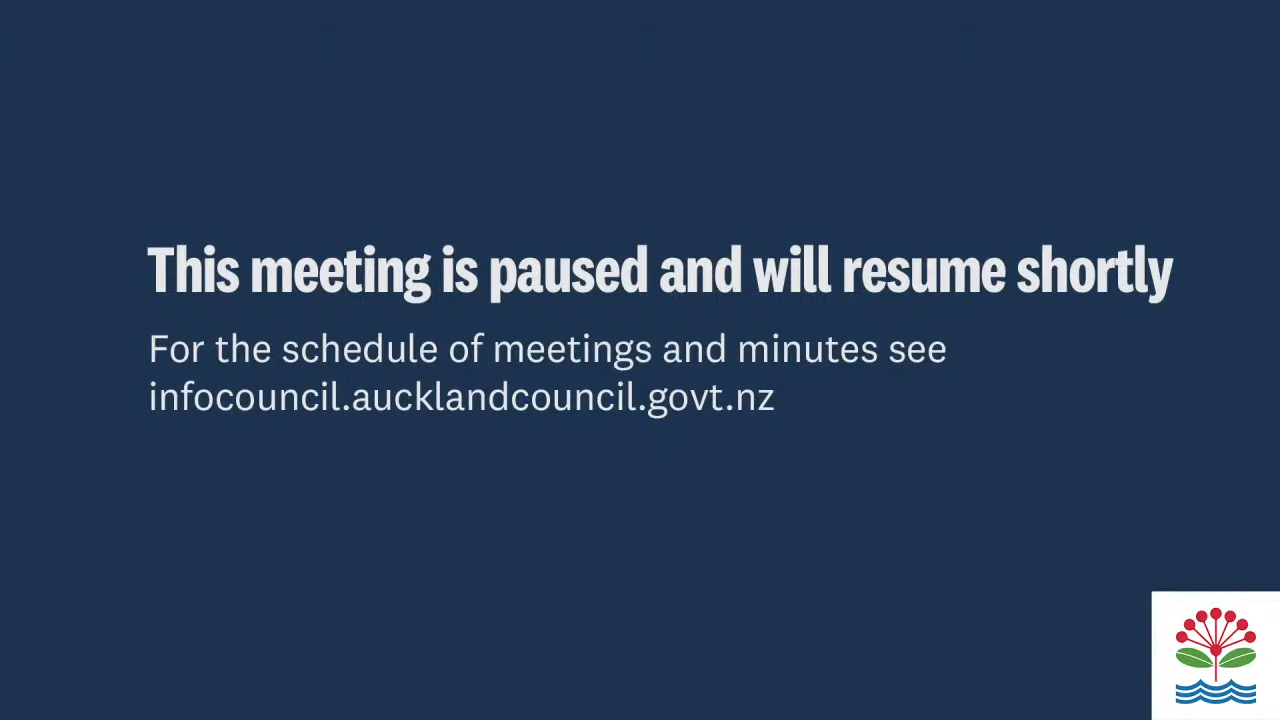 This meeting is paused and will resume shortly
For the schedule of meetings and minutes see
infocouncil.aucklandcouncil.govt.nz